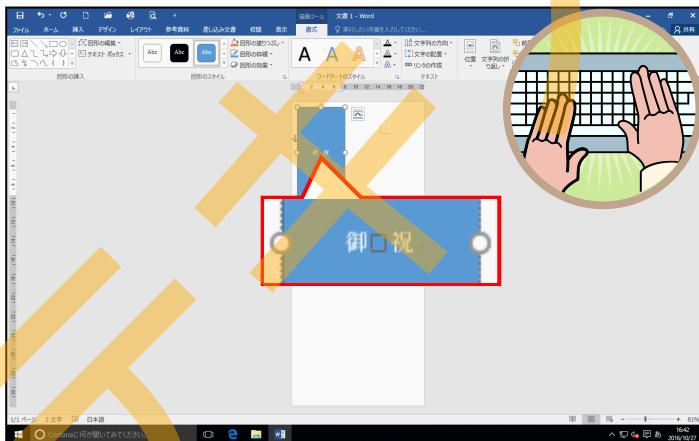 描画ツール 文書 1 - Word
ファイル ホーム 挿入 デザイン レイアウト 参考資料 差し込み文書 校閲 表示 書式 実行したい作業を入力してください... 共有
図形の編集
テキスト ボックス
Abc Abc Abc
図形の塗りつぶし
図形の枠線
図形の効果
A A A
文字列の方向
文字の配置
リンクの作成
位置 文字列の折り返し
図形の挿入 図形のスタイル ワードアートのスタイル テキスト
御□祝
1/1 ページ 2 文字 日本語 81%
Cortanaに何か聞いてみてください。
16:42
2016/10/27